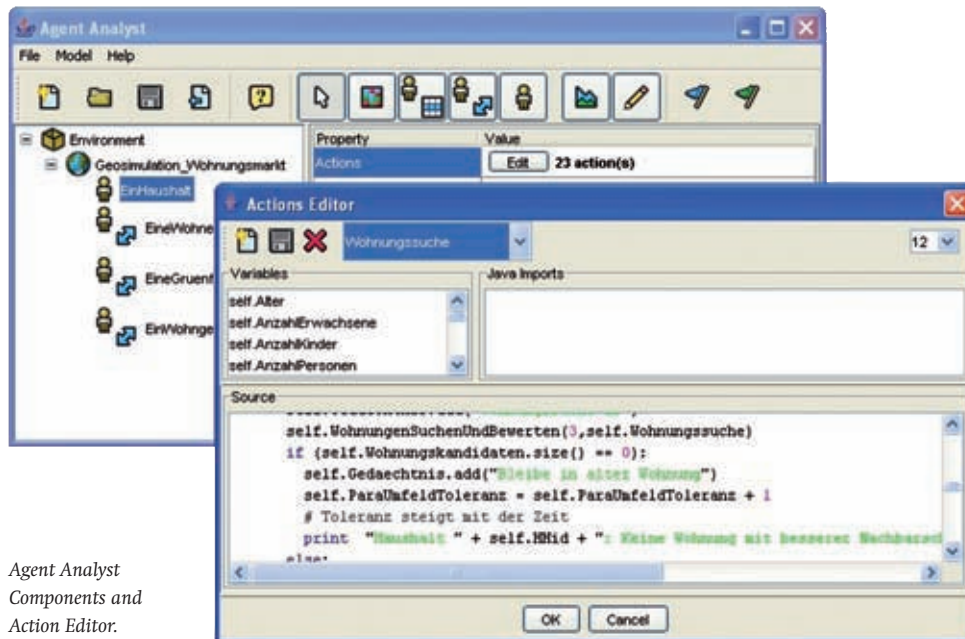 Agent Analyst
File Model Help
Environment
Geosimulation_Wohnungsmarkt
EinHaushalt
EineWohne
EineGruenf
EinWohnge
Property Value
Actions Edit 23 action(s)
Actions Editor
Wohnungssuche
12
Variables
self.Alter
self.AnzahlErwachsene
self.AnzahlKinder
self.AnzahlPersonen
Java Imports
Source
self.WohnungenSuchenUndBewerten(3,self.Wohnungssuche)
if (self.Wohnungskandidaten.size() == 0):
self.Gedaechtnis.add("Bleibe in alter Wohnung")
self.ParaUmfeldToleranz = self.ParaUmfeldToleranz + 1
# Toleranz steigt mit der Zeit
print "Haushalt " + self.HHid + ": Keine Wohnung mit besserer Nachbarsch
else:
OK Cancel
Agent Analyst
Components and
Action Editor.